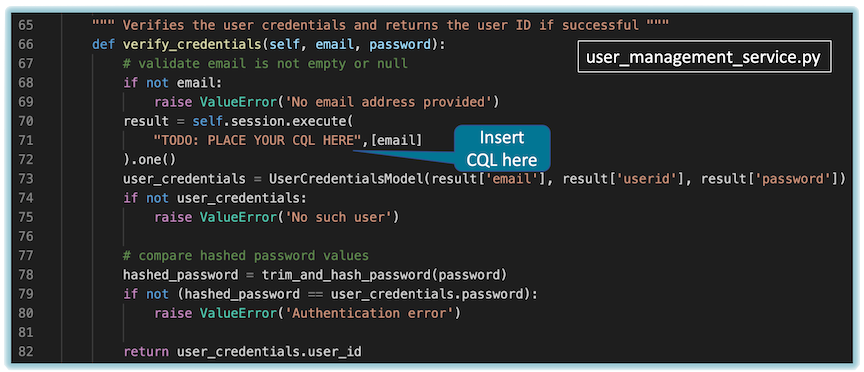 65 """ Verifies the user credentials and returns the user ID if successful """
66 def verify_credentials(self, email, password):
user_management_service.py
67 # validate email is not empty or null
68 if not email:
69 raise ValueError('No email address provided')
70 result = self.session.execute(
71 "TODO: PLACE YOUR CQL HERE",[email]
Insert
CQL here
72 ).one()
73 user_credentials = UserCredentialsModel(result['email'], result['userid'], result['password'])
74 if not user_credentials:
75 raise ValueError('No such user')
76
77 # compare hashed password values
78 hashed_password = trim_and_hash_password(password)
79 if not (hashed_password == user_credentials.password):
80 raise ValueError('Authentication error')
81
82 return user_credentials.user_id